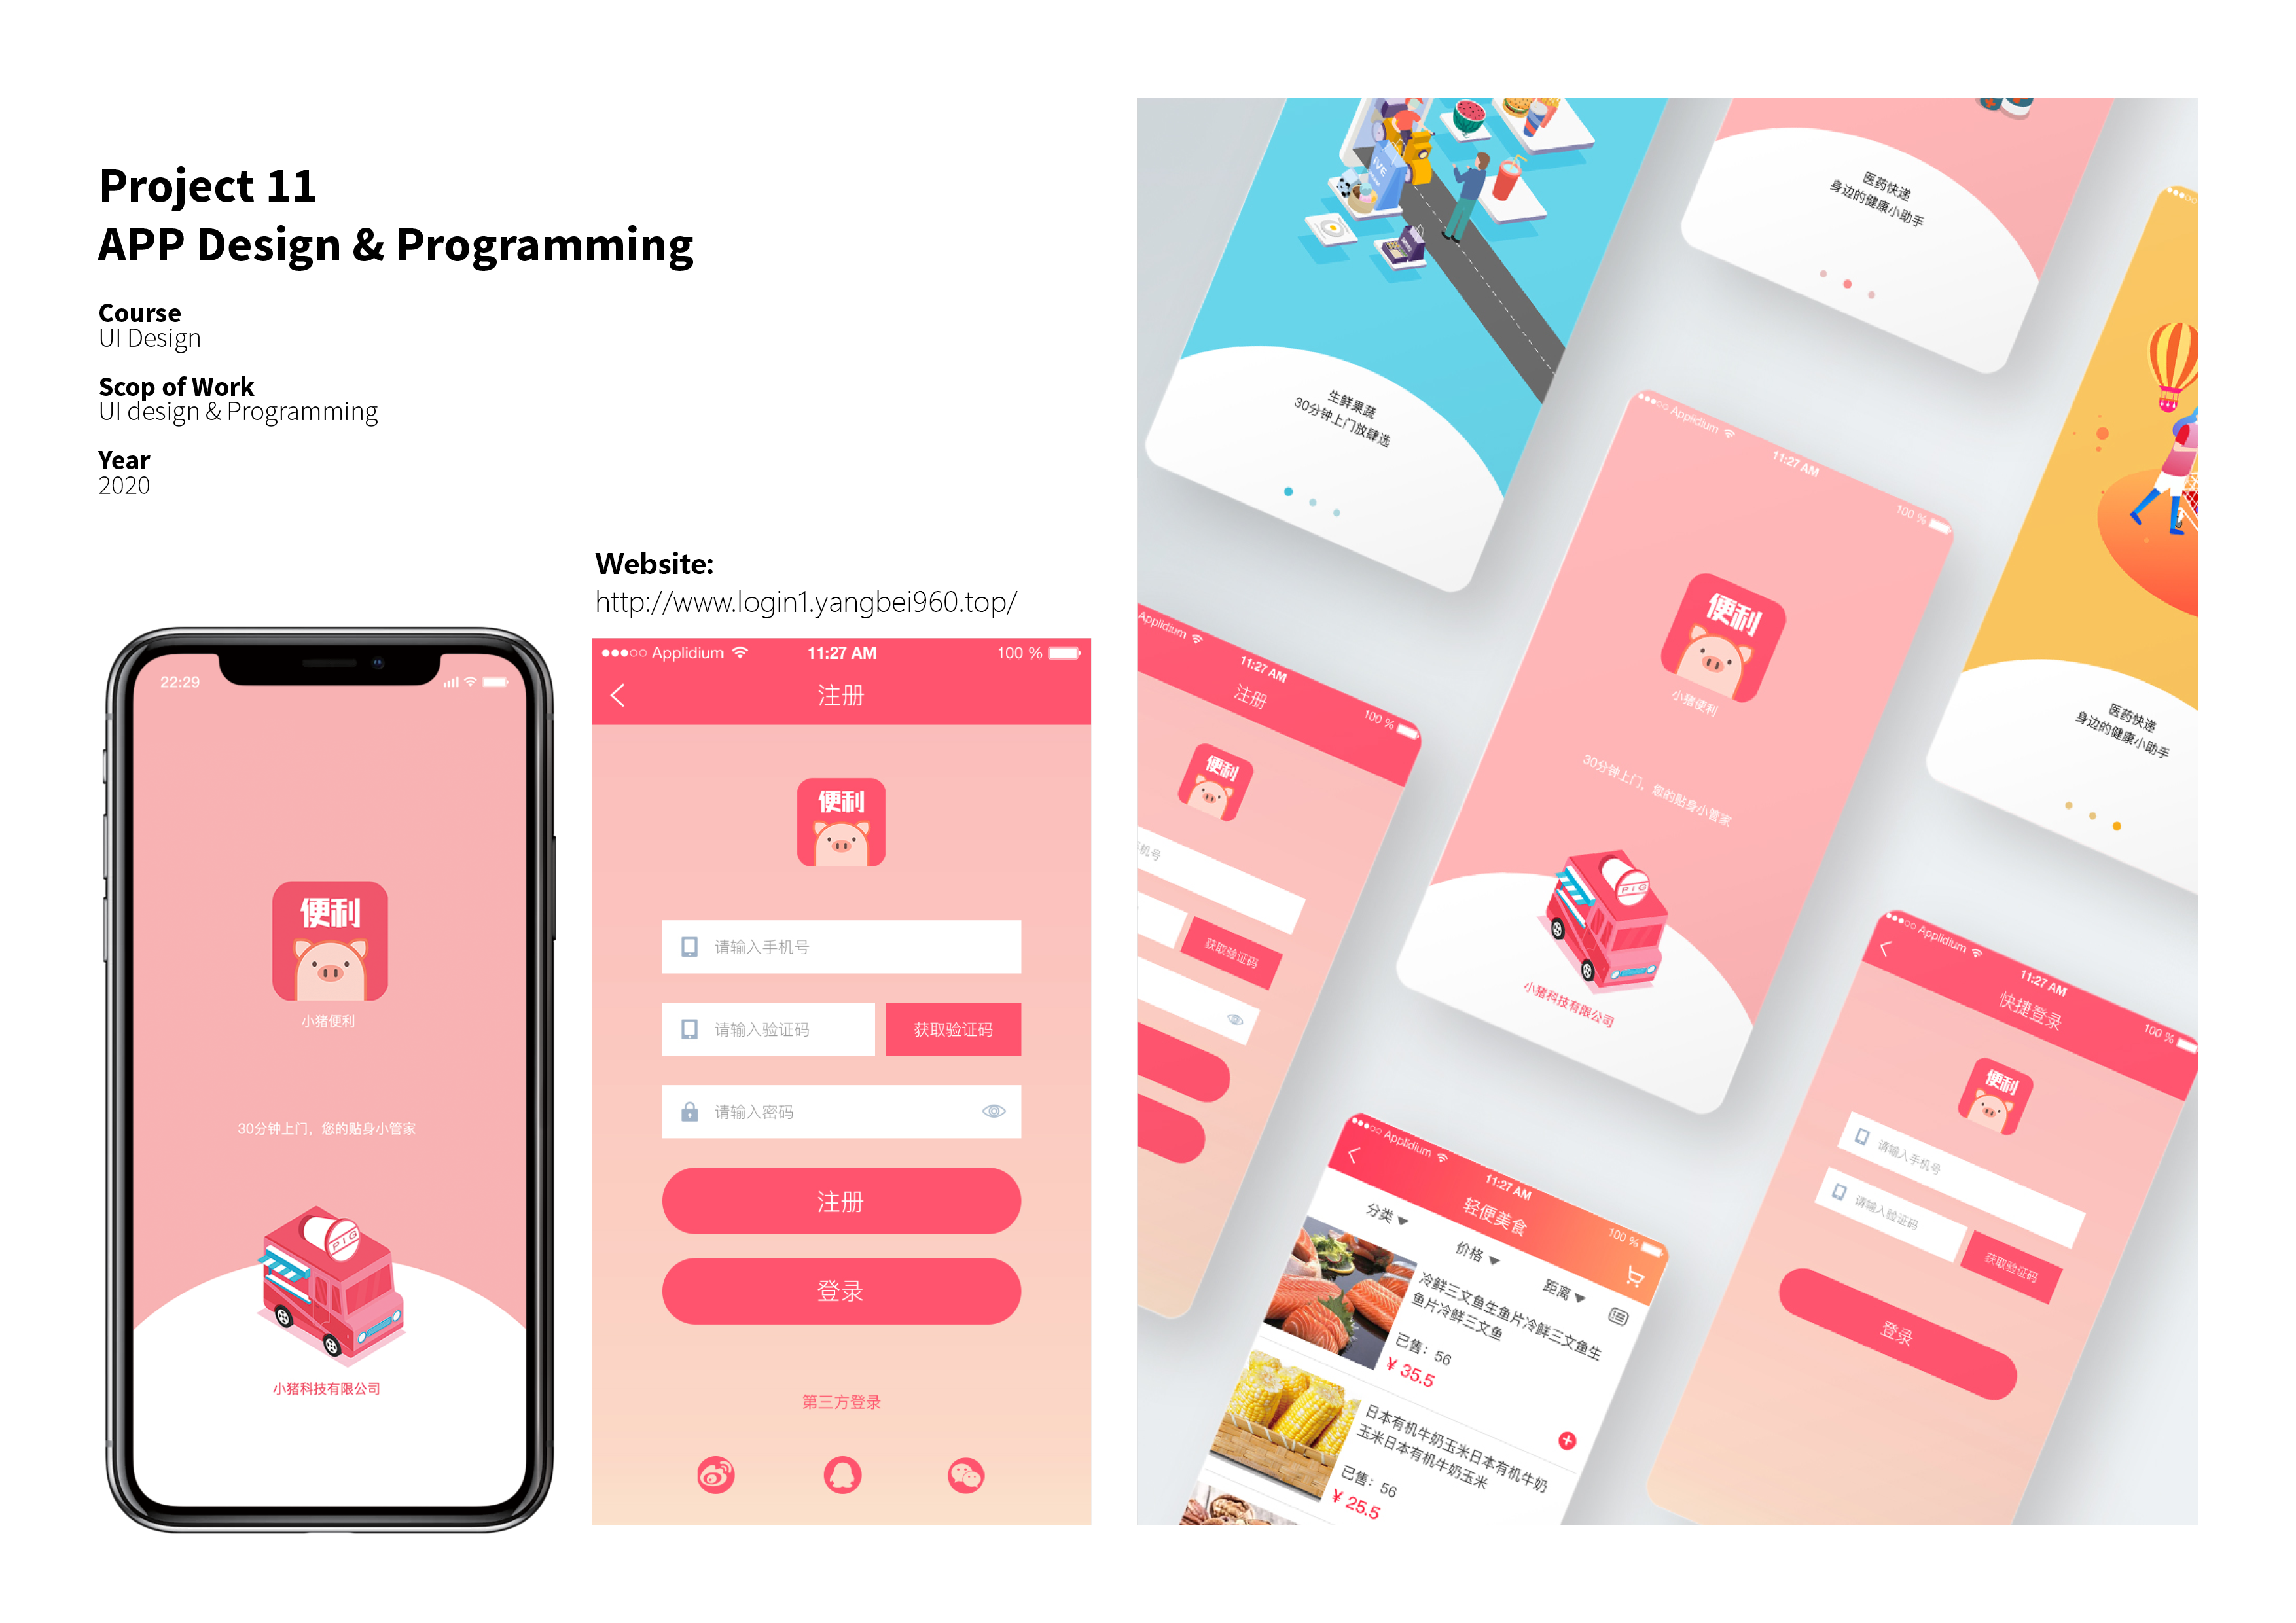 Project 11
APP Design & Programming
Course
UI Design
Scop of Work
UI design & Programming
Year
2020
Website:
http://www.login1.yangbei960.top/
22:29
便利
小猪便利
30分钟上门，您的贴身小管家
PIG
小猪科技有限公司
Applidium
11:27 AM
100 %
注册
便利
请输入手机号
请输入验证码
获取验证码
请输入密码
注册
登录
第三方登录
生鲜果蔬
30分钟上门放肆选
医药快递
身边的健康小助手
Applidium
11:27 AM
100 %
便利
小猪便利
30分钟上门，您的贴身小管家
PIG
小猪科技有限公司
医药快递
身边的健康小助手
Applidium
11:27 AM
100 %
注册
便利
机号
获取验证码
Applidium
11:27 AM
100 %
轻便美食
分类
价格
距离
冷鲜三文鱼生鱼片冷鲜三文鱼生
鱼片冷鲜三文鱼
已售：56
¥ 35.5
日本有机牛奶玉米日本有机牛奶
玉米日本有机牛奶玉米
已售：56
¥ 25.5
Applidium
11:27 AM
100 %
快捷登录
便利
请输入手机号
请输入验证码
获取验证码
登录